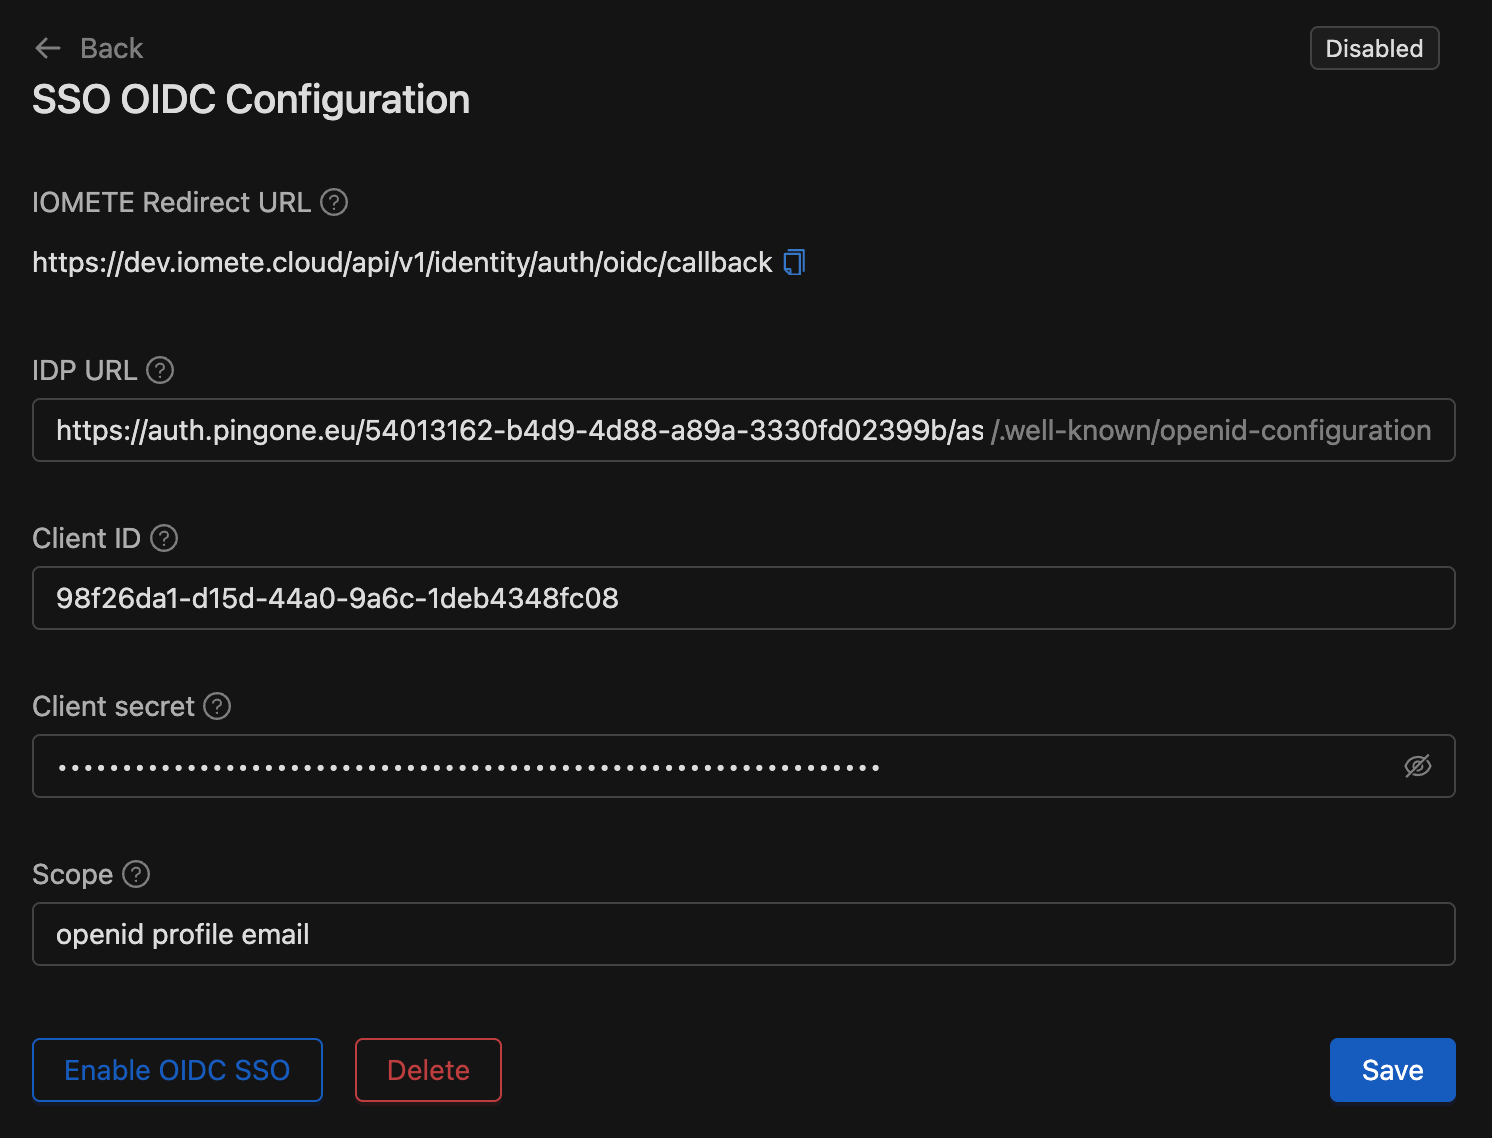 Back
Disabled
SSO OIDC Configuration
IOMETE Redirect URL ?
https://dev.iomete.cloud/api/v1/identity/auth/oidc/callback
IDP URL ?
https://auth.pingone.eu/54013162-b4d9-4d88-a89a-3330fd02399b/as /.well-known/openid-configuration
Client ID ?
98f26da1-d15d-44a0-9a6c-1deb4348fc08
Client secret ?
••••••••••••••••••••••••••••••••••••••••••••••••••••••••••••••••
Scope ?
openid profile email
Enable OIDC SSO
Delete
Save